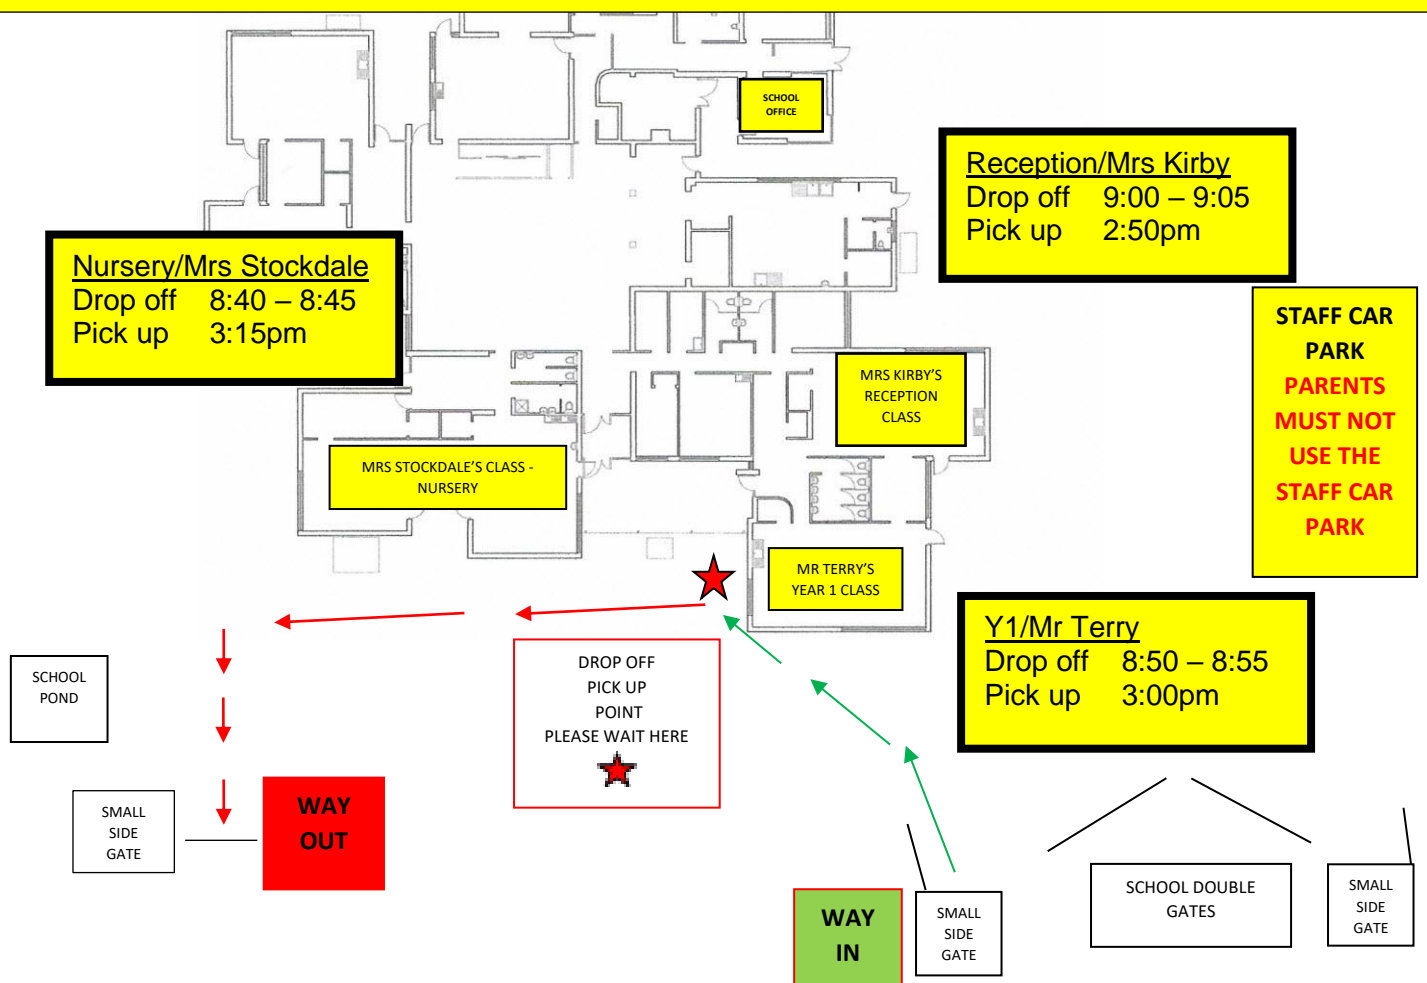 SCHOOL
OFFICE
Reception/Mrs Kirby
Drop off 9:00 – 9:05
Pick up 2:50pm
Nursery/Mrs Stockdale
Drop off 8:40 – 8:45
Pick up 3:15pm
STAFF CAR
PARK
PARENTS
MUST NOT
USE THE
STAFF CAR
PARK
MRS KIRBY'S
RECEPTION
CLASS
MRS STOCKDALE'S CLASS -
NURSERY
MR TERRY'S
YEAR 1 CLASS
Y1/Mr Terry
Drop off 8:50 – 8:55
Pick up 3:00pm
DROP OFF
PICK UP
POINT
PLEASE WAIT HERE
SCHOOL
POND
SMALL
SIDE
GATE
WAY
OUT
WAY
IN
SMALL
SIDE
GATE
SCHOOL DOUBLE
GATES
SMALL
SIDE
GATE